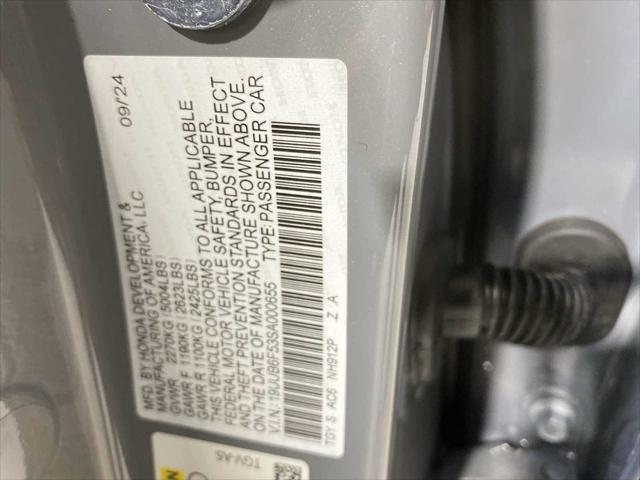 MFD. BY HONDA DEVELOPMENT & 09/24
MANUFACTURING OF AMERICA, LLC
GVWR 2270KG (5004LBS)
GAWR F 1190KG (2623LBS)
GAWR R 1100KG (2425LBS)
THIS VEHICLE CONFORMS TO ALL APPLICABLE
FEDERAL MOTOR VEHICLE SAFETY, BUMPER,
AND THEFT PREVENTION STANDARDS IN EFFECT
ON THE DATE OF MANUFACTURE SHOWN ABOVE.
V.I.N.:19UUB6F53SA000655 TYPE:PASSENGER CAR
TGY S AC6 NH912P Z A
TGV-A5